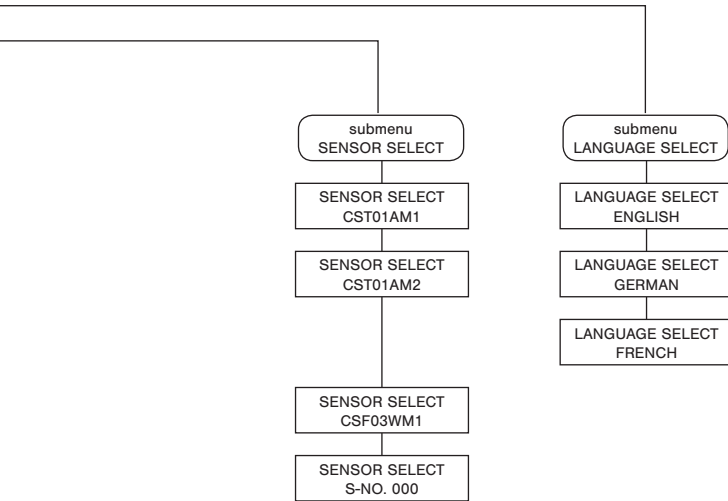 submenu
SENSOR SELECT
SENSOR SELECT
CST01AM1
SENSOR SELECT
CST01AM2
SENSOR SELECT
CSF03WM1
SENSOR SELECT
S-NO. 000
submenu
LANGUAGE SELECT
LANGUAGE SELECT
ENGLISH
LANGUAGE SELECT
GERMAN
LANGUAGE SELECT
FRENCH